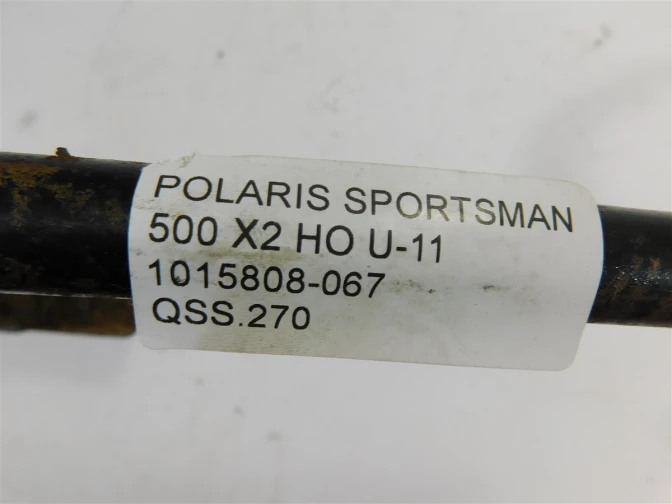 POLARIS SPORTSMAN
500 X2 HO U-11
1015808-067
QSS.270